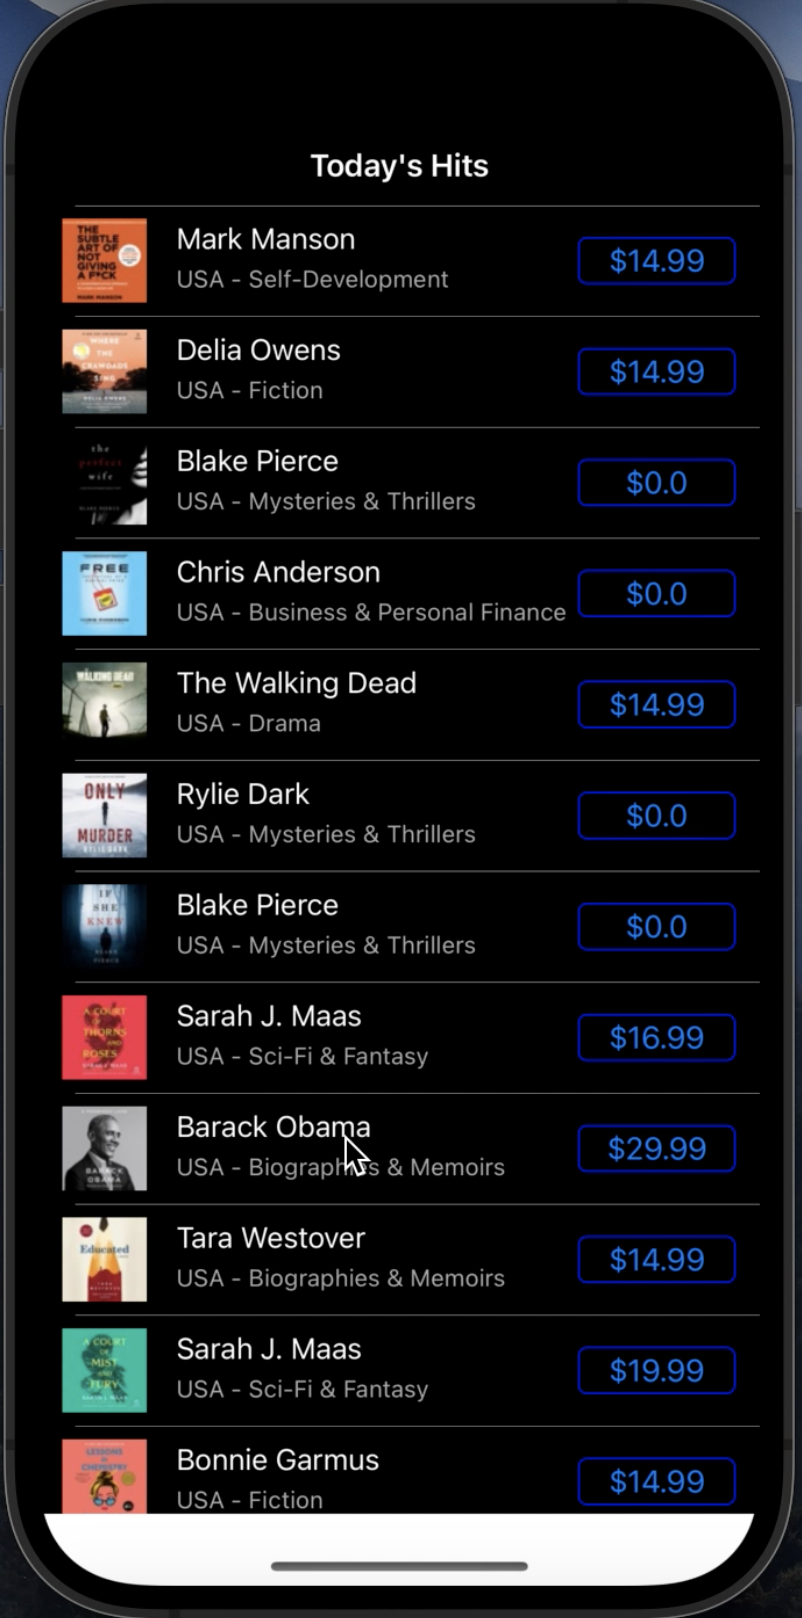 Today's Hits
THE
SUBTLE
ART OF
NOT
GIVING
A F*CK
MARK MANSON
Mark Manson
USA - Self-Development
$14.99
WHERE
THE
CRAWDADS
SING
DELIA OWENS
Delia Owens
USA - Fiction
$14.99
the
perfect
wife
BLAKE PIERCE
Blake Pierce
USA - Mysteries & Thrillers
$0.0
FREE
CHRIS ANDERSON
Chris Anderson
USA - Business & Personal Finance
$0.0
WALKING DEAD
The Walking Dead
USA - Drama
$14.99
ONLY
MURDER
RYLIE DARK
Rylie Dark
USA - Mysteries & Thrillers
$0.0
IF
SHE
KNEW
BLAKE
PIERCE
Blake Pierce
USA - Mysteries & Thrillers
$0.0
A COURT
OF
THORNS
AND
ROSES
SARAH J. MAAS
Sarah J. Maas
USA - Sci-Fi & Fantasy
$16.99
A PROMISED LAND
BARACK
OBAMA
Barack Obama
USA - Biographies & Memoirs
$29.99
Educated
Tara Westover
USA - Biographies & Memoirs
$14.99
A COURT
OF
MIST
AND
FURY
SARAH J. MAAS
Sarah J. Maas
USA - Sci-Fi & Fantasy
$19.99
LESSONS
in
CHEMISTRY
Bonnie Garmus
USA - Fiction
$14.99